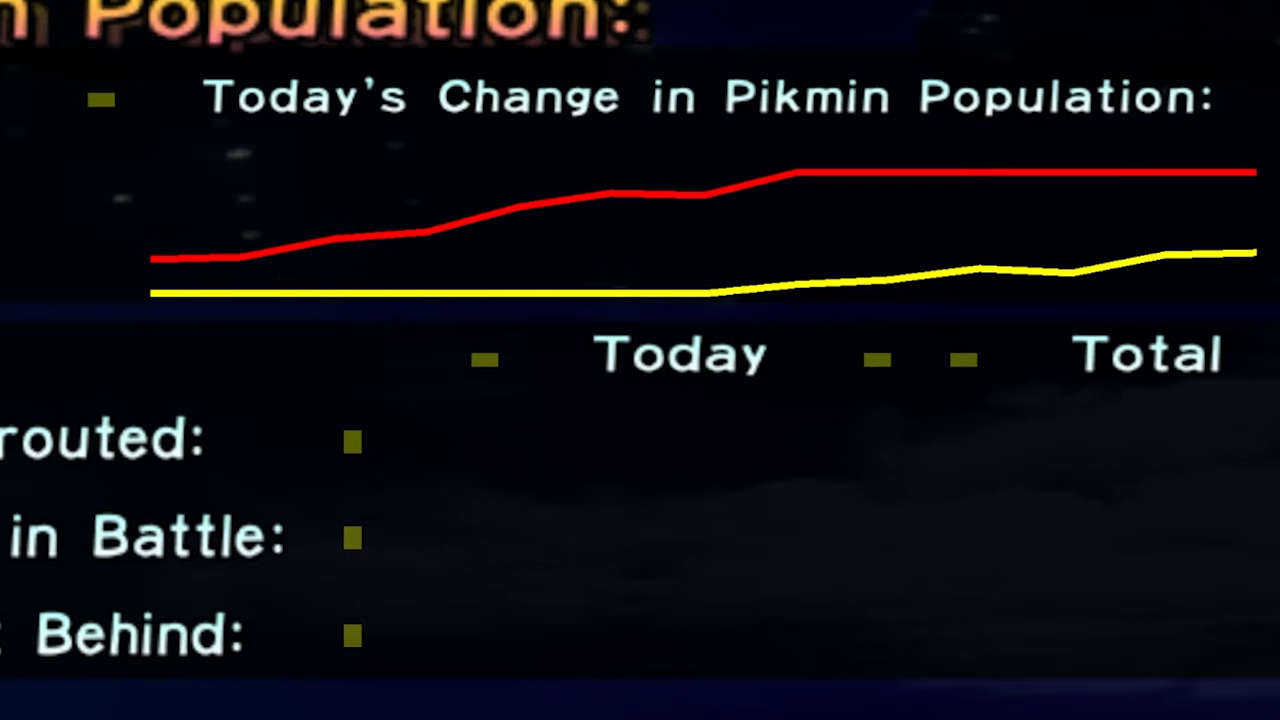 n Population:
Today's Change in Pikmin Population:
Today Total
routed:
in Battle:
Behind: